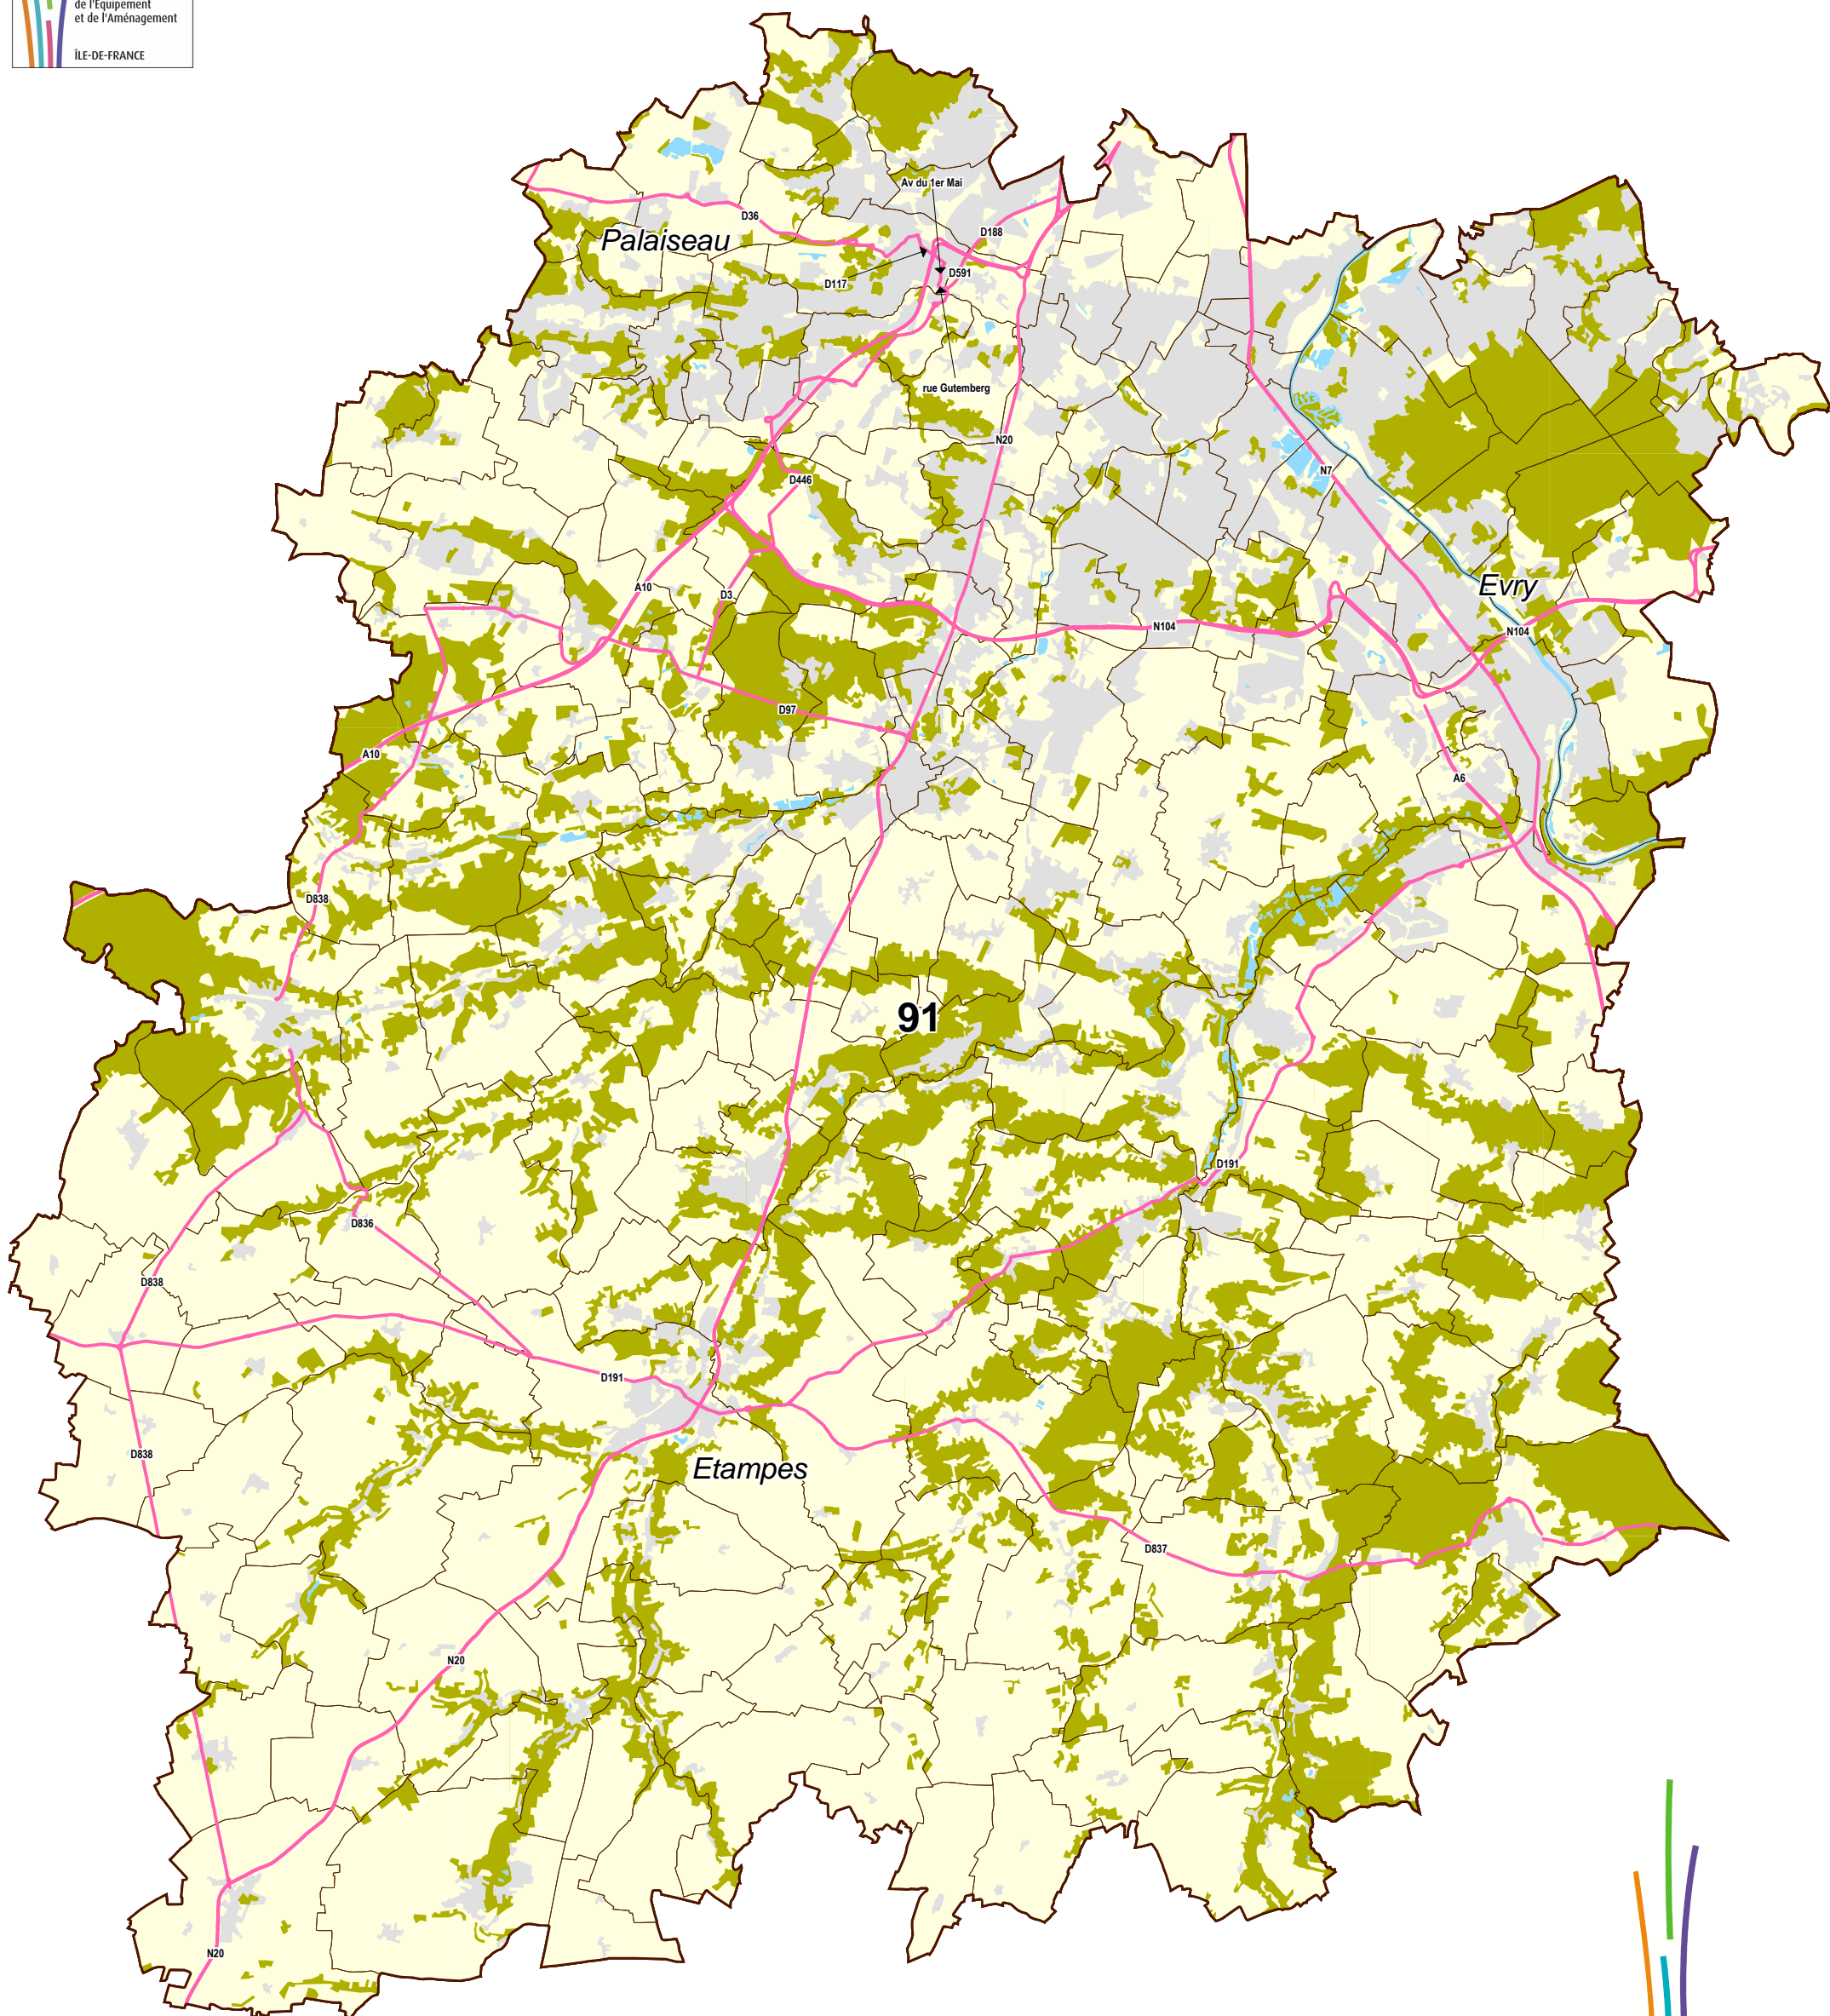 de l'Équipement
et de l'Aménagement
ÎLE-DE-FRANCE
Av du 1er Mai
D36
D188
Palaiseau
D591
D117
rue Gutemberg
N20
N7
D446
Evry
A10
D3
N104
N104
D97
A10
A6
D838
91
D191
D836
D838
D191
D838
Etampes
D837
N20
N20